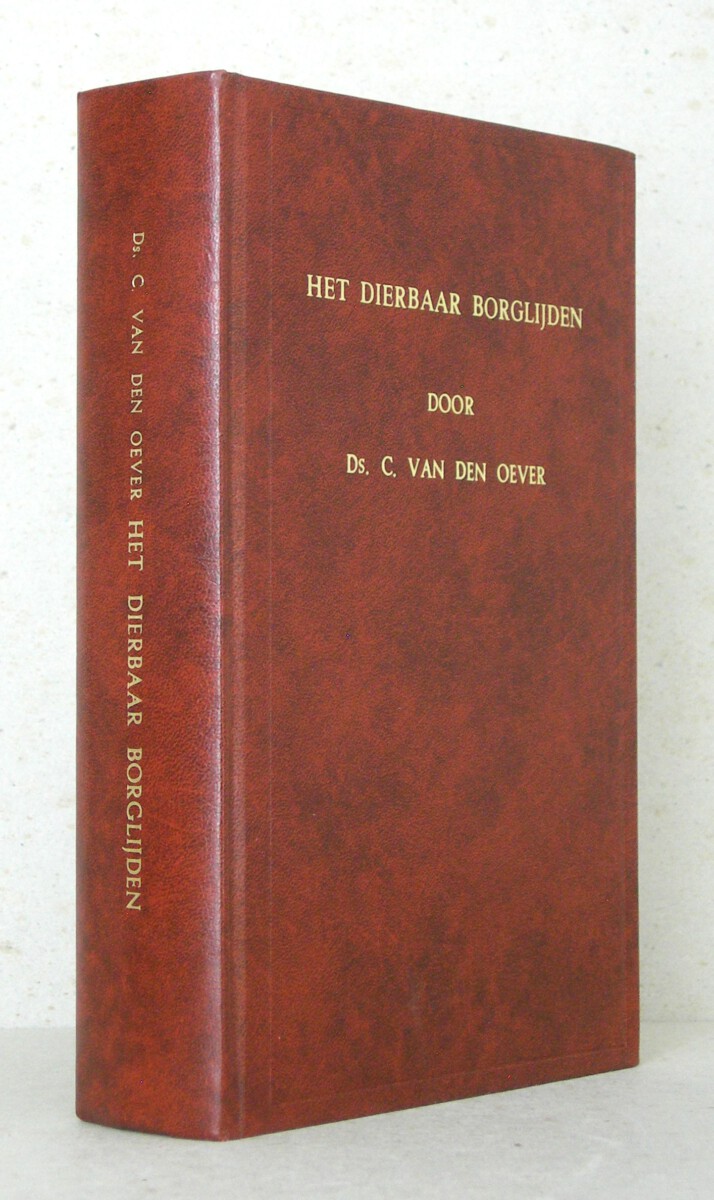 Ds. C. VAN DEN OEVER HET DIERBAAR BORGLIJDEN
HET DIERBAAR BORGLIJDEN
DOOR
Ds. C. VAN DEN OEVER